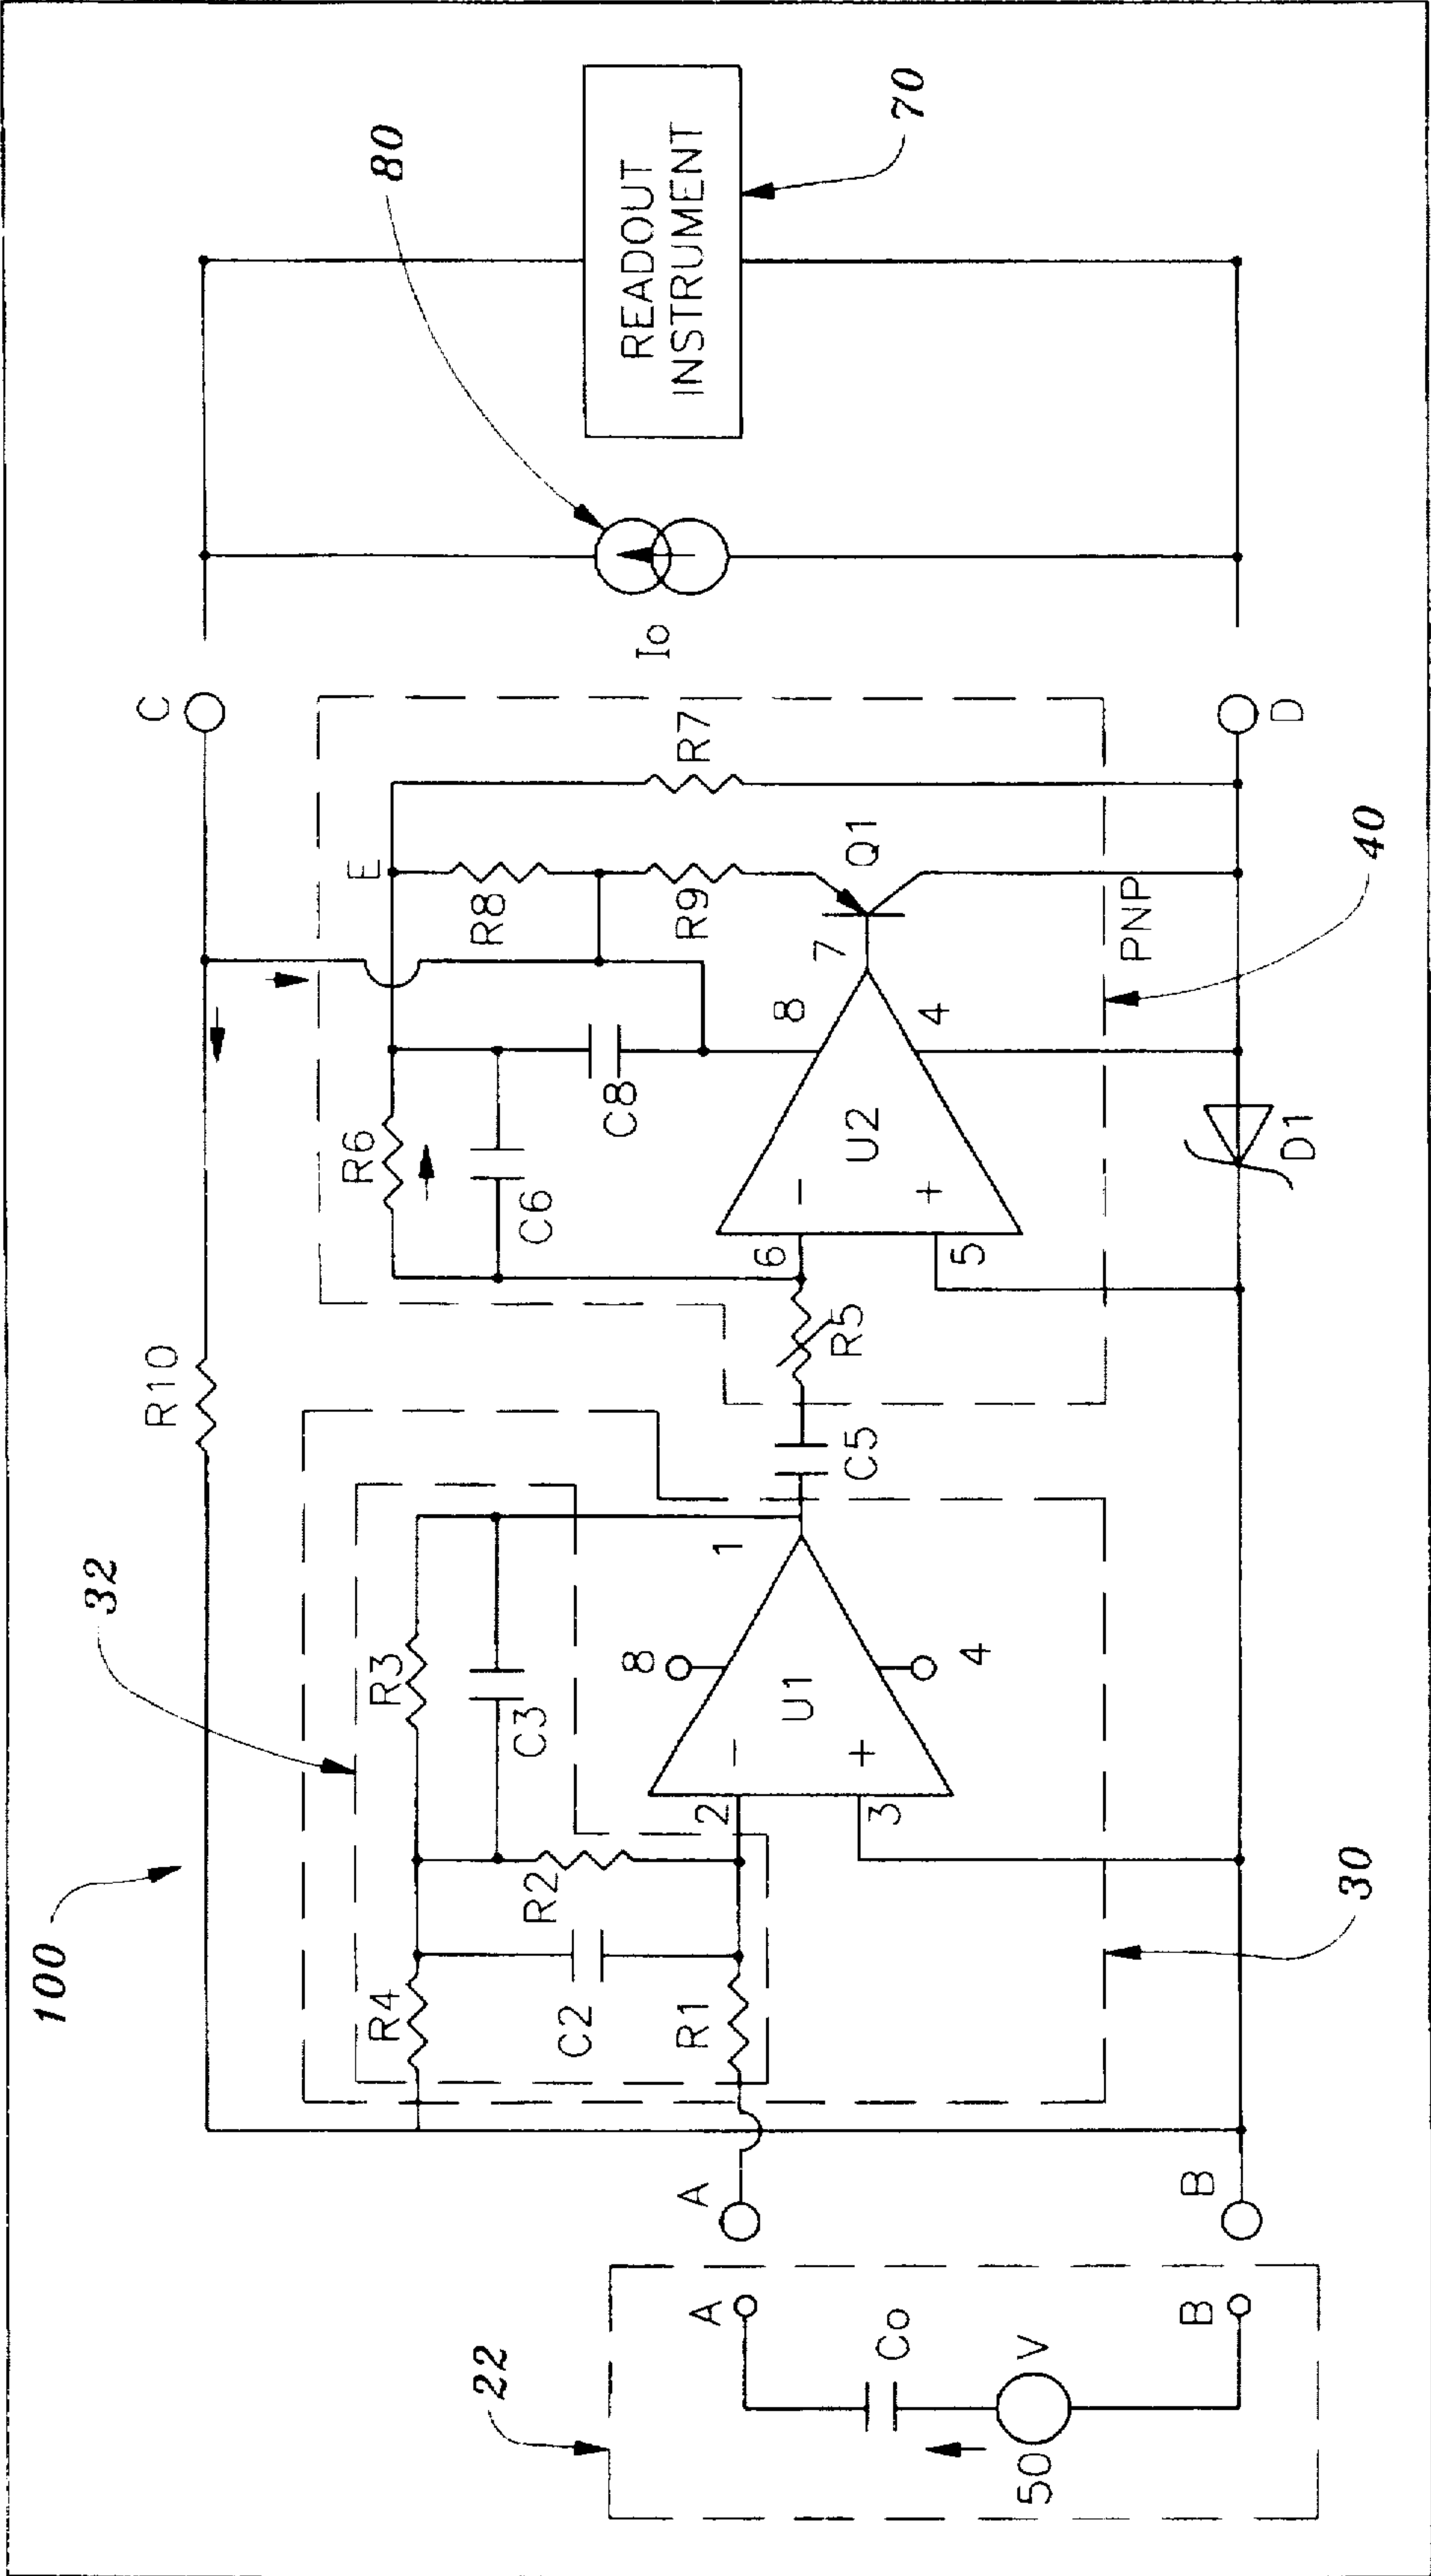 100
32
80
70
22
30
40
C
R10
E
R6
C6
C8
R8
R9
R7
Q1
PNP
7
8
4
U2
−
+
6
5
R5
C5
D
D1
Io
READOUT
INSTRUMENT
R4
R3
C3
R2
C2
R1
1
8
4
U1
−
+
2
3
A
B
A
B
Co
V
50